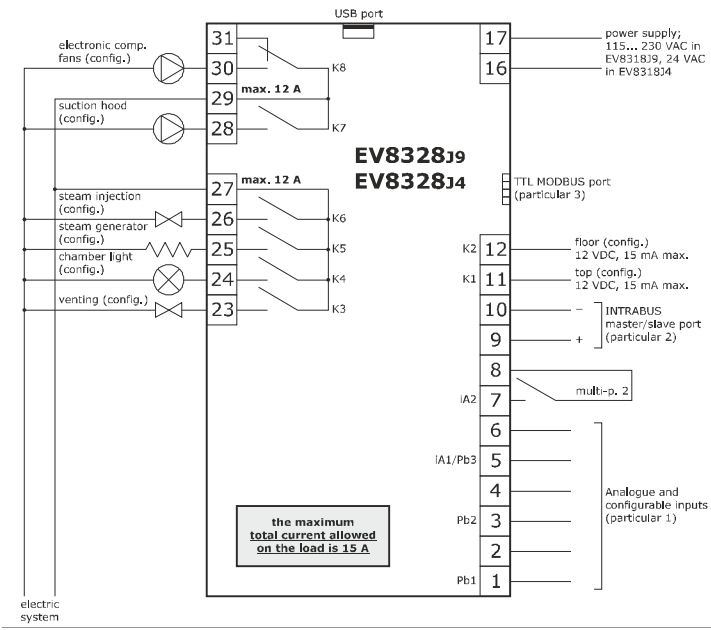 USB port
electronic comp.
fans (config.)
31
30
K8
29
max. 12 A
suction hood
(config.)
28
K7
17
16
power supply;
115... 230 VAC in
EV8318J9, 24 VAC
in EV8318J4
EV8328J9
EV8328J4
TTL MODBUS port
(particular 3)
27
max. 12 A
steam injection
(config.)
26
K6
steam generator
(config.)
25
K5
chamber light
(config.)
24
K4
venting (config.)
23
K3
K2
12
floor (config.)
12 VDC, 15 mA max.
K1
11
top (config.)
12 VDC, 15 mA max.
10
−
9
+
INTRABUS
master/slave port
(particular 2)
8
iA2
7
multi-p. 2
6
iA1/Pb3
5
4
Pb2
3
2
Pb1
1
Analogue and
configurable inputs
(particular 1)
the maximum
total current allowed
on the load is 15 A
electric
system